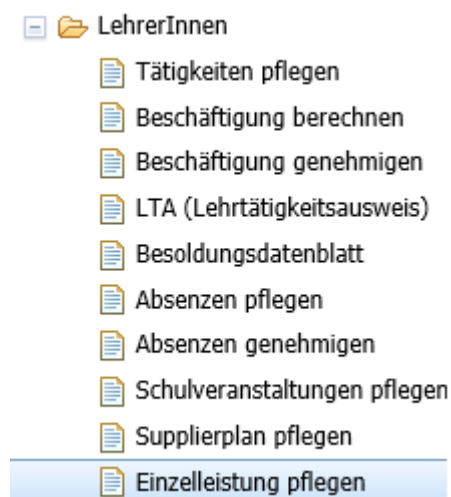 LehrerInnen
Tätigkeiten pflegen
Beschäftigung berechnen
Beschäftigung genehmigen
LTA (Lehrtätigkeitsausweis)
Besoldungsdatenblatt
Absenzen pflegen
Absenzen genehmigen
Schulveranstaltungen pflegen
Supplierplan pflegen
Einzelleistung pflegen